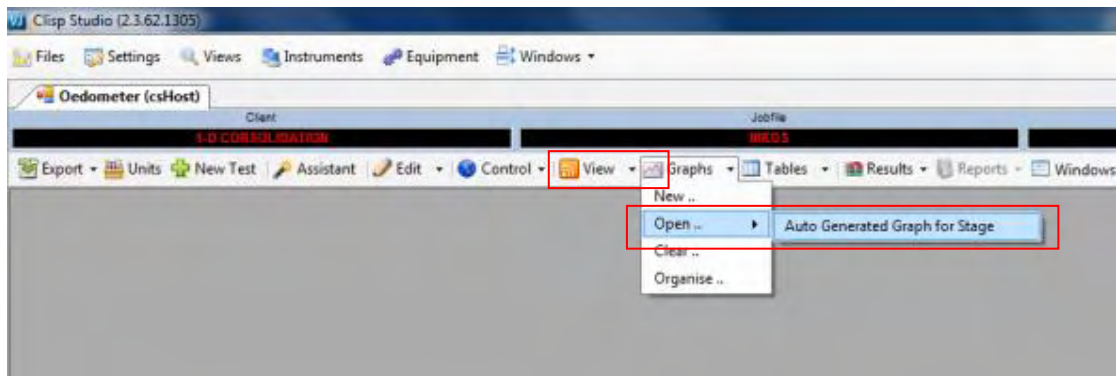 Clisp Studio (2.3.62.1305)
Files Settings Views Instruments Equipment Windows
Oedometer (csHost)
Client Jobfile
1-D CONSOLIDATION
Export Units New Test Assistant Edit Control View Graphs Tables Results Reports Windows
New ..
Open .. Auto Generated Graph for Stage
Clear ..
Organise ..